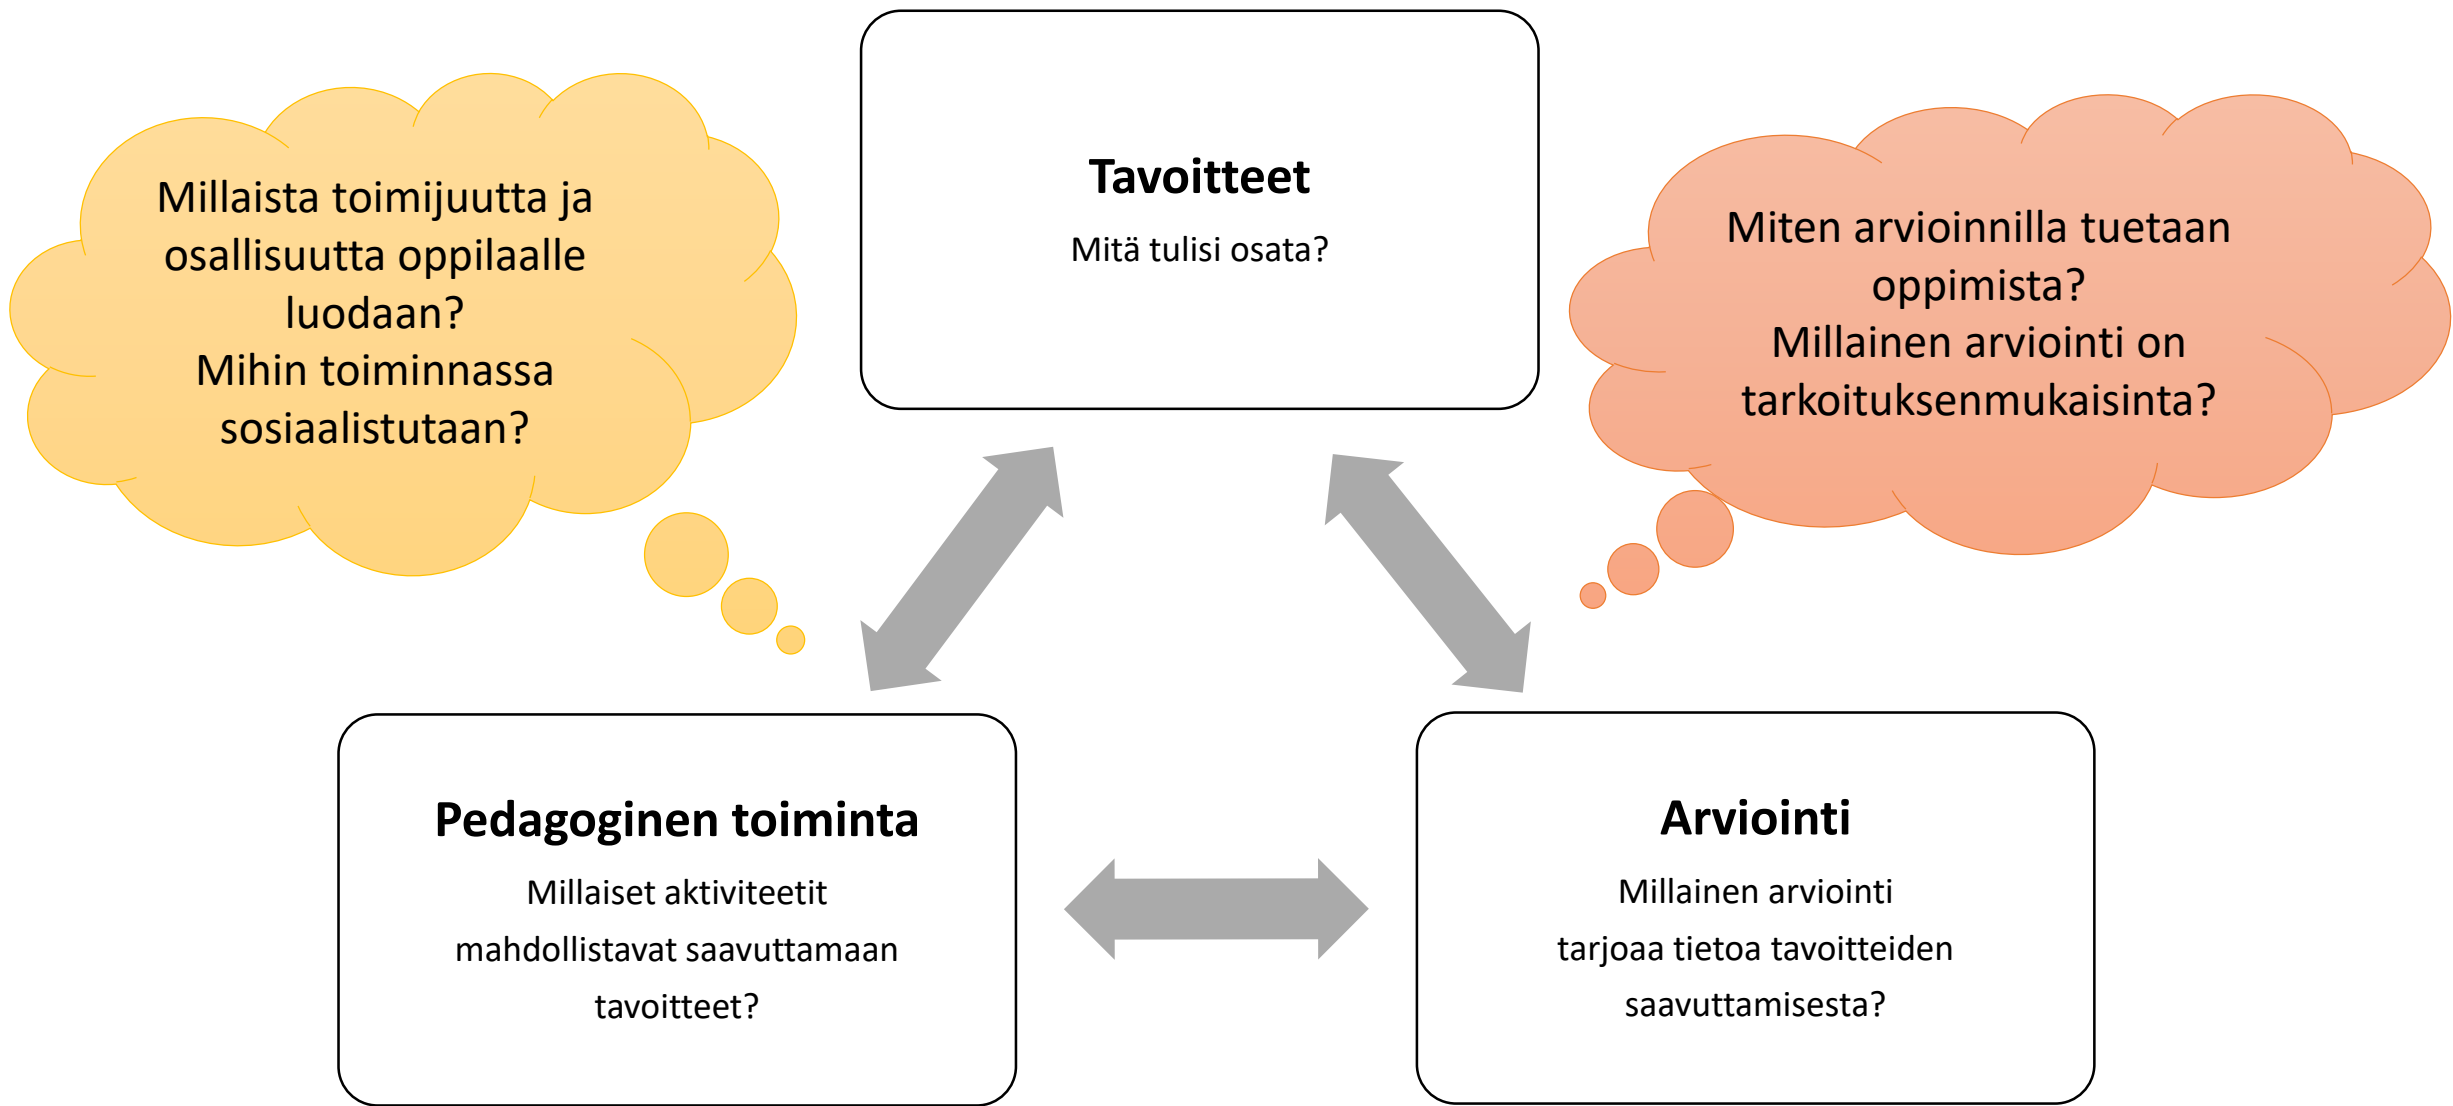 Tavoitteet
Mitä tulisi osata?
Millaista toimijuutta ja
osallisuutta oppilaalle
luodaan?
Mihin toiminnassa
sosiaalistutaan?
Miten arvioinnilla tuetaan
oppimista?
Millainen arviointi on
tarkoituksenmukaisinta?
Pedagoginen toiminta
Millaiset aktiviteetit
mahdollistavat saavuttamaan
tavoitteet?
Arviointi
Millainen arviointi
tarjoaa tietoa tavoitteiden
saavuttamisesta?